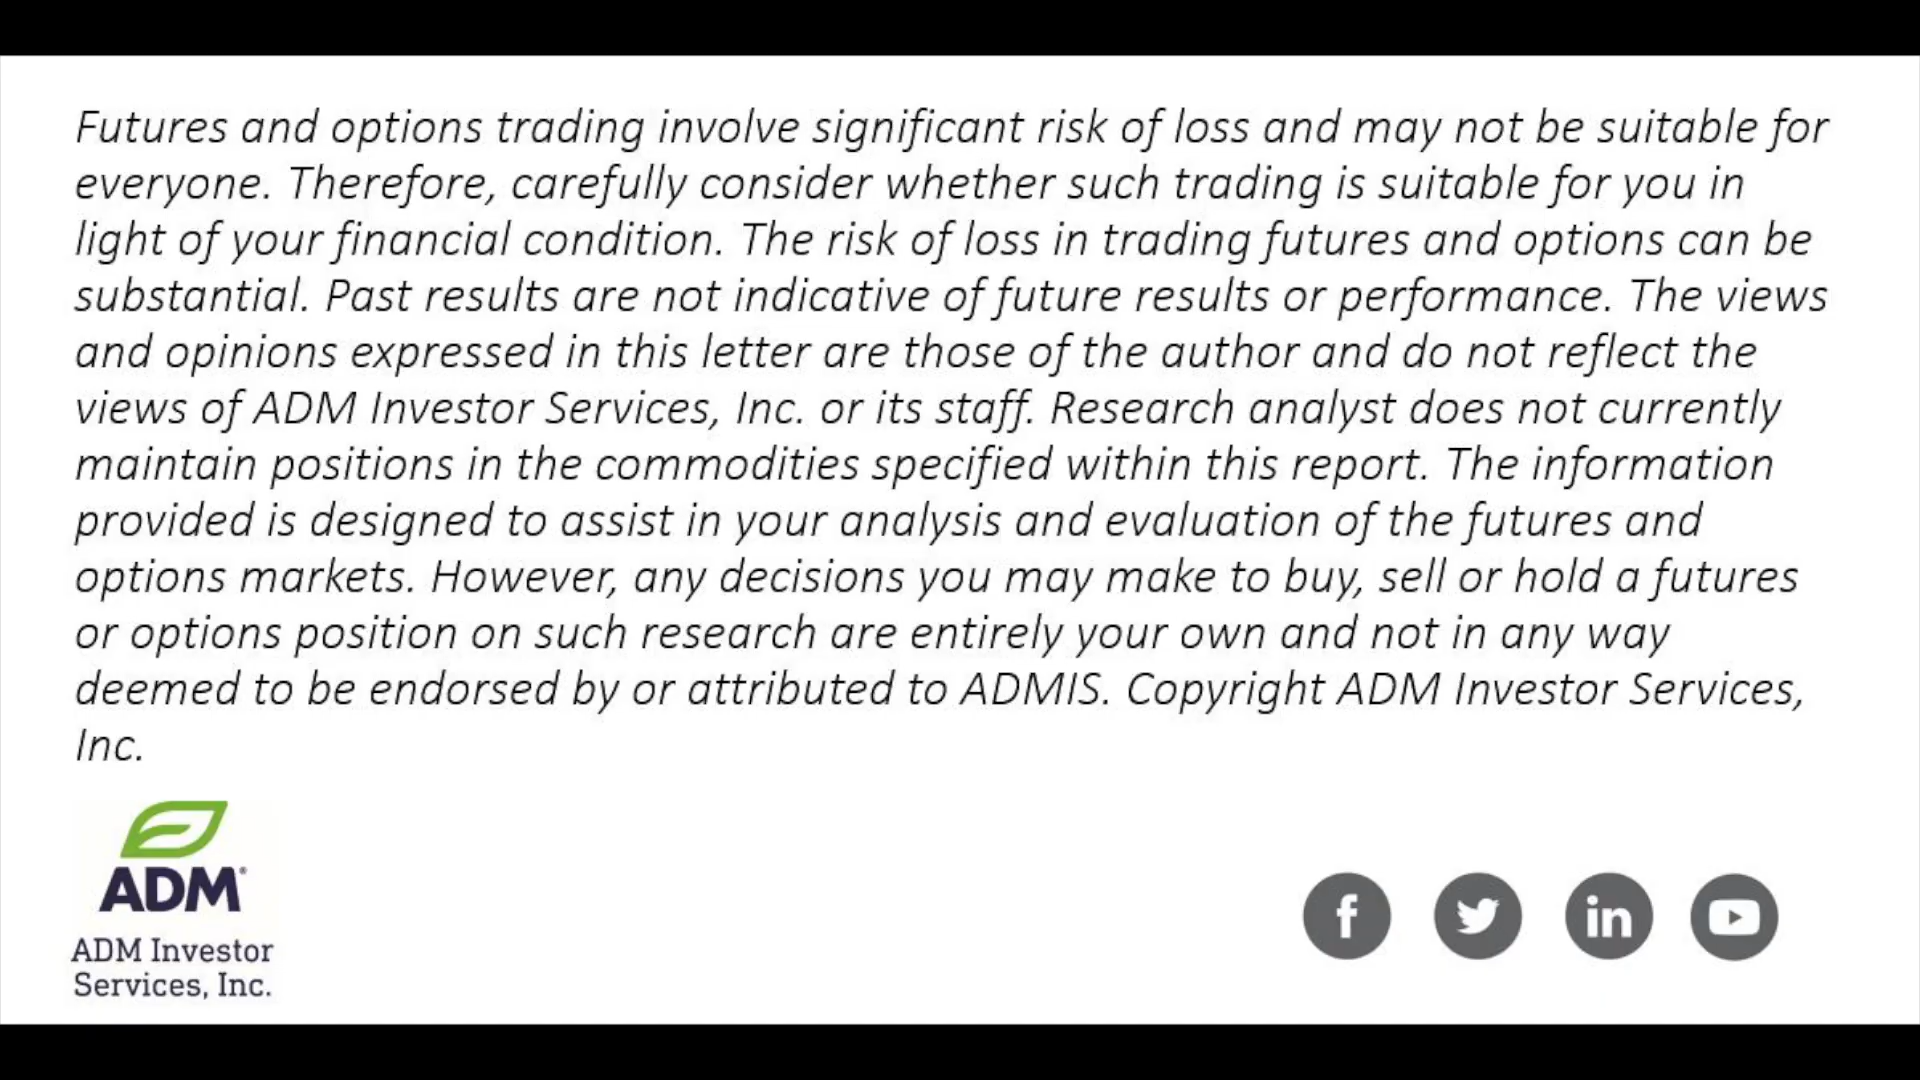 Futures and options trading involve significant risk of loss and may not be suitable for
everyone. Therefore, carefully consider whether such trading is suitable for you in
light of your financial condition. The risk of loss in trading futures and options can be
substantial. Past results are not indicative of future results or performance. The views
and opinions expressed in this letter are those of the author and do not reflect the
views of ADM Investor Services, Inc. or its staff. Research analyst does not currently
maintain positions in the commodities specified within this report. The information
provided is designed to assist in your analysis and evaluation of the futures and
options markets. However, any decisions you may make to buy, sell or hold a futures
or options position on such research are entirely your own and not in any way
deemed to be endorsed by or attributed to ADMIS. Copyright ADM Investor Services,
Inc.
ADM®
ADM Investor
Services, Inc.
f
in